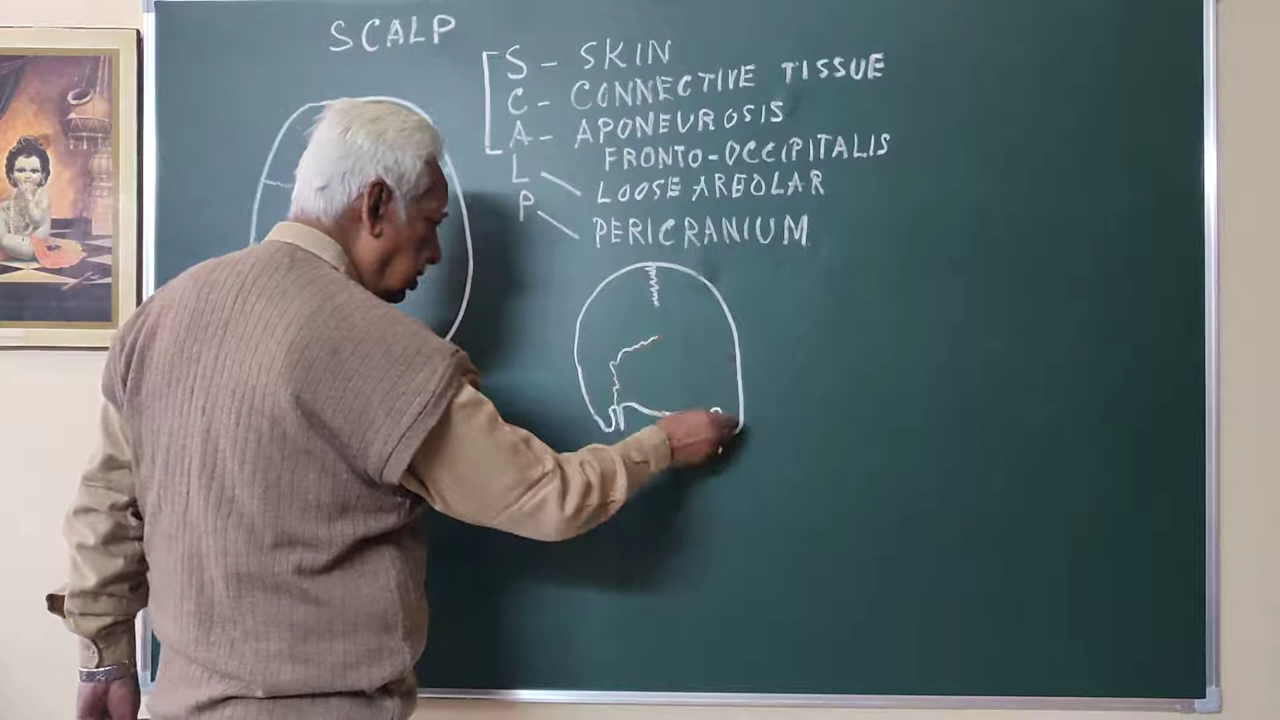 SCALP
S - SKIN
C - CONNECTIVE TISSUE
A - APONEUROSIS
FRONTO-OCCIPITALIS
L LOOSE AREOLAR
P PERICRANIUM